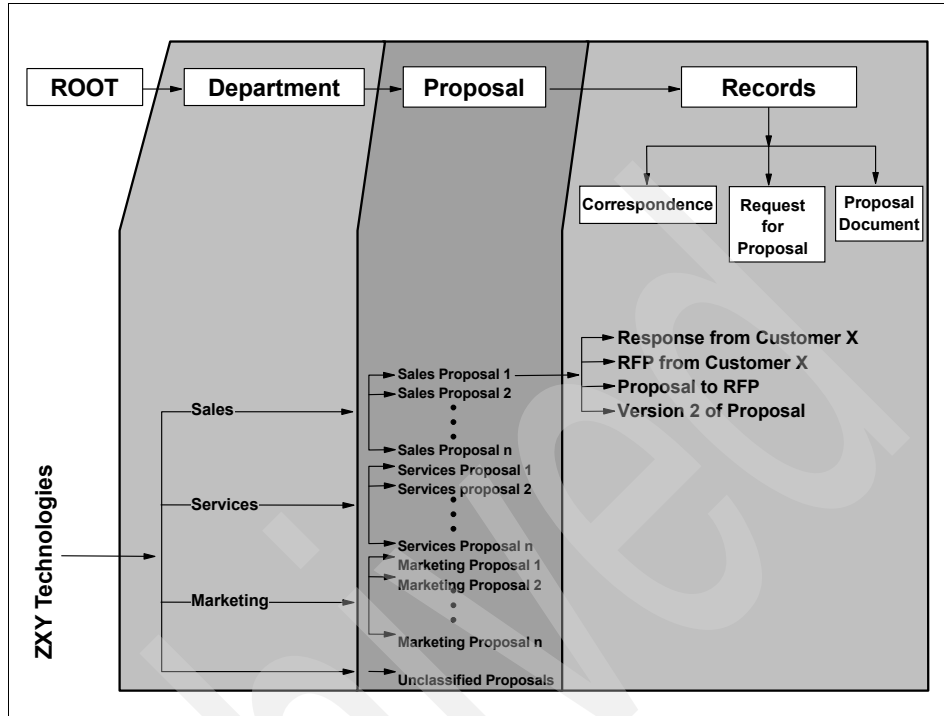 ROOT
Department
Proposal
Records
Correspondence
Request
for
Proposal
Proposal
Document
ZXY Technologies
Sales
Services
Marketing
Sales Proposal 1
Sales Proposal 2
Sales Proposal n
Services Proposal 1
Services proposal 2
Services Proposal n
Marketing Proposal 1
Marketing Proposal 2
Marketing Proposal n
Unclassified Proposals
Response from Customer X
RFP from Customer X
Proposal to RFP
Version 2 of Proposal